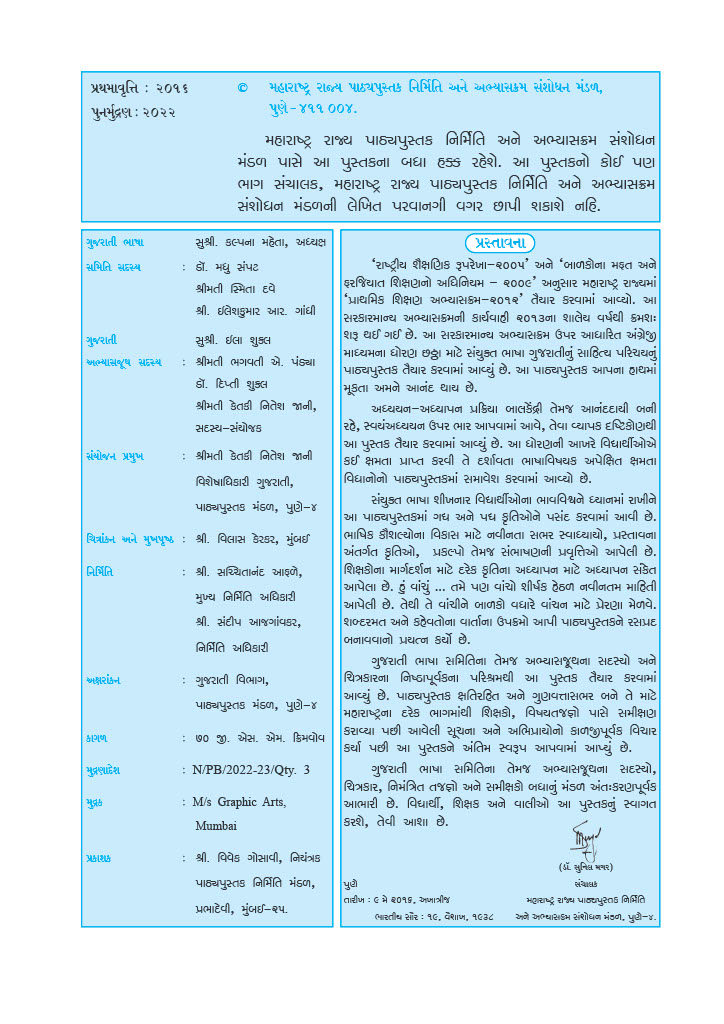 પ્રથમાવૃત્તિ : ૨૦૧૬
પુનર્મુદ્રણ : ૨૦૨૨
© મહારાષ્ટ્ર રાજ્ય પાઠ્યપુસ્તક નિર્મિતિ અને અભ્યાસક્રમ સંશોધન મંડળ,
પુણે - ૪૧૧ ૦૦૪.
મહારાષ્ટ્ર રાજ્ય પાઠ્યપુસ્તક નિર્મિતિ અને અભ્યાસક્રમ સંશોધન
મંડળ પાસે આ પુસ્તકના બધા હક્ક રહેશે. આ પુસ્તકનો કોઈ પણ
ભાગ સંચાલક, મહારાષ્ટ્ર રાજ્ય પાઠ્યપુસ્તક નિર્મિતિ અને અભ્યાસક્રમ
સંશોધન મંડળની લેખિત પરવાનગી વગર છાપી શકાશે નહિ.
ગુજરાતી ભાષા સુશ્રી. કલ્પના મહેતા, અધ્યક્ષ
સમિતિ સદસ્ય : ડૉ. મધુ સંપટ
શ્રીમતી સ્મિતા દવે
શ્રી. ઈલેશકુમાર આર. ગાંધી
ગુજરાતી સુશ્રી. ઈલા શુક્લ
અભ્યાસજૂથ સદસ્ય : શ્રીમતી ભગવતી એ. પંડ્યા
ડૉ. દિપ્તી શુક્લ
શ્રીમતી કેતકી નિતેશ જાની,
સદસ્ય–સંયોજક
સંયોજન પ્રમુખ : શ્રીમતી કેતકી નિતેશ જાની
વિશેષાધિકારી ગુજરાતી,
પાઠ્યપુસ્તક મંડળ, પુણે–૪
ચિત્રાંકન અને મુખપૃષ્ઠ : શ્રી. વિલાસ કેરકર, મુંબઈ
નિર્મિતિ : શ્રી. સચ્ચિતાનંદ આફળે,
મુખ્ય નિર્મિતિ અધિકારી
શ્રી. સંદીપ આજગાંવકર,
નિર્મિતિ અધિકારી
અક્ષરાંકન : ગુજરાતી વિભાગ,
પાઠ્યપુસ્તક મંડળ, પુણે–૪
કાગળ : ૭૦ જી. એસ. એમ. ક્રિમવોવ
મુદ્રણાદેશ : N/PB/2022-23/Qty. 3
મુદ્રક : M/s Graphic Arts,
Mumbai
પ્રકાશક : શ્રી. વિવેક ગોસાવી, નિયંત્રક
પાઠ્યપુસ્તક નિર્મિતિ મંડળ,
પ્રભાદેવી, મુંબઈ–૨૫.
પ્રસ્તાવના
‘રાષ્ટ્રીય શૈક્ષણિક રૂપરેખા–૨૦૦૫’ અને ‘બાળકોના મફત અને
ફરજિયાત શિક્ષણનો અધિનિયમ – ૨૦૦૯’ અનુસાર મહારાષ્ટ્ર રાજ્યમાં
‘પ્રાથમિક શિક્ષણ અભ્યાસક્રમ–૨૦૧૨’ તૈયાર કરવામાં આવ્યો. આ
સરકારમાન્ય અભ્યાસક્રમની કાર્યવાહી ૨૦૧૩ના શાલેય વર્ષથી ક્રમશઃ
શરૂ થઈ ગઈ છે. આ સરકારમાન્ય અભ્યાસક્રમ ઉપર આધારિત અંગ્રેજી
માધ્યમના ધોરણ છઠ્ઠા માટે સંયુક્ત ભાષા ગુજરાતીનું સાહિત્ય પરિચયનું
પાઠ્યપુસ્તક તૈયાર કરવામાં આવ્યું છે. આ પાઠ્યપુસ્તક આપના હાથમાં
મૂકતા અમને આનંદ થાય છે.
અધ્યયન–અધ્યાપન પ્રક્રિયા બાલકેંદ્રી તેમજ આનંદદાયી બની
રહે, સ્વયંઅધ્યયન ઉપર ભાર આપવામાં આવે, તેવા વ્યાપક દૃષ્ટિકોણથી
આ પુસ્તક તૈયાર કરવામાં આવ્યું છે. આ ધોરણની આખરે વિદ્યાર્થીઓએ
કઈ ક્ષમતા પ્રાપ્ત કરવી તે દર્શાવતા ભાષાવિષયક અપેક્ષિત ક્ષમતા
વિધાનોનો પાઠ્યપુસ્તકમાં સમાવેશ કરવામાં આવ્યો છે.
સંયુક્ત ભાષા શીખનાર વિદ્યાર્થીઓના ભાવવિશ્વને ધ્યાનમાં રાખીને
આ પાઠ્યપુસ્તકમાં ગદ્ય અને પદ્ય કૃતિઓને પસંદ કરવામાં આવી છે.
ભાષિક કૌશલ્યોના વિકાસ માટે નવીનતા સભર સ્વાધ્યાયો, પ્રસ્તાવના
અંતર્ગત કૃતિઓ, પ્રકલ્પો તેમજ સંભાષણની પ્રવૃત્તિઓ આપેલી છે.
શિક્ષકોના માર્ગદર્શન માટે દરેક કૃતિના અધ્યાપન માટે અધ્યાપન સંકેત
આપેલા છે. હું વાંચું ... તમે પણ વાંચો શીર્ષક હેઠળ નવીનતમ માહિતી
આપેલી છે. તેથી તે વાંચીને બાળકો વધારે વાંચન માટે પ્રેરણા મેળવે.
શબ્દરમત અને કહેવતોના વાર્તાના ઉપક્રમો આપી પાઠ્યપુસ્તકને રસપ્રદ
બનાવવાનો પ્રયત્ન કર્યો છે.
ગુજરાતી ભાષા સમિતિના તેમજ અભ્યાસજૂથના સદસ્યો અને
ચિત્રકારના નિષ્ઠાપૂર્વકના પરિશ્રમથી આ પુસ્તક તૈયાર કરવામાં
આવ્યું છે. પાઠ્યપુસ્તક ક્ષતિરહિત અને ગુણવત્તાસભર બને તે માટે
મહારાષ્ટ્રના દરેક ભાગમાંથી શિક્ષકો, વિષયતજજ્ઞો પાસે સમીક્ષણ
કરાવ્યા પછી આવેલી સૂચના અને અભિપ્રાયોનો કાળજીપૂર્વક વિચાર
કર્યા પછી આ પુસ્તકને અંતિમ સ્વરૂપ આપવામાં આપ્યું છે.
ગુજરાતી ભાષા સમિતિના તેમજ અભ્યાસજૂથના સદસ્યો,
ચિત્રકાર, નિમંત્રિત તજજ્ઞો અને સમીક્ષકો બધાનું મંડળ અંતઃકરણપૂર્વક
આભારી છે. વિદ્યાર્થી, શિક્ષક અને વાલીઓ આ પુસ્તકનું સ્વાગત
કરશે, તેવી આશા છે.
(ડૉ. સુનિલ મગર)
પુણે સંચાલક
તારીખ : ૯ મે ૨૦૧૬, અખાત્રીજ મહારાષ્ટ્ર રાજ્ય પાઠ્યપુસ્તક નિર્મિતિ
ભારતીય સૌર : ૧૯, વૈશાખ, ૧૯૩૮ અને અભ્યાસક્રમ સંશોધન મંડળ, પુણે–૪.